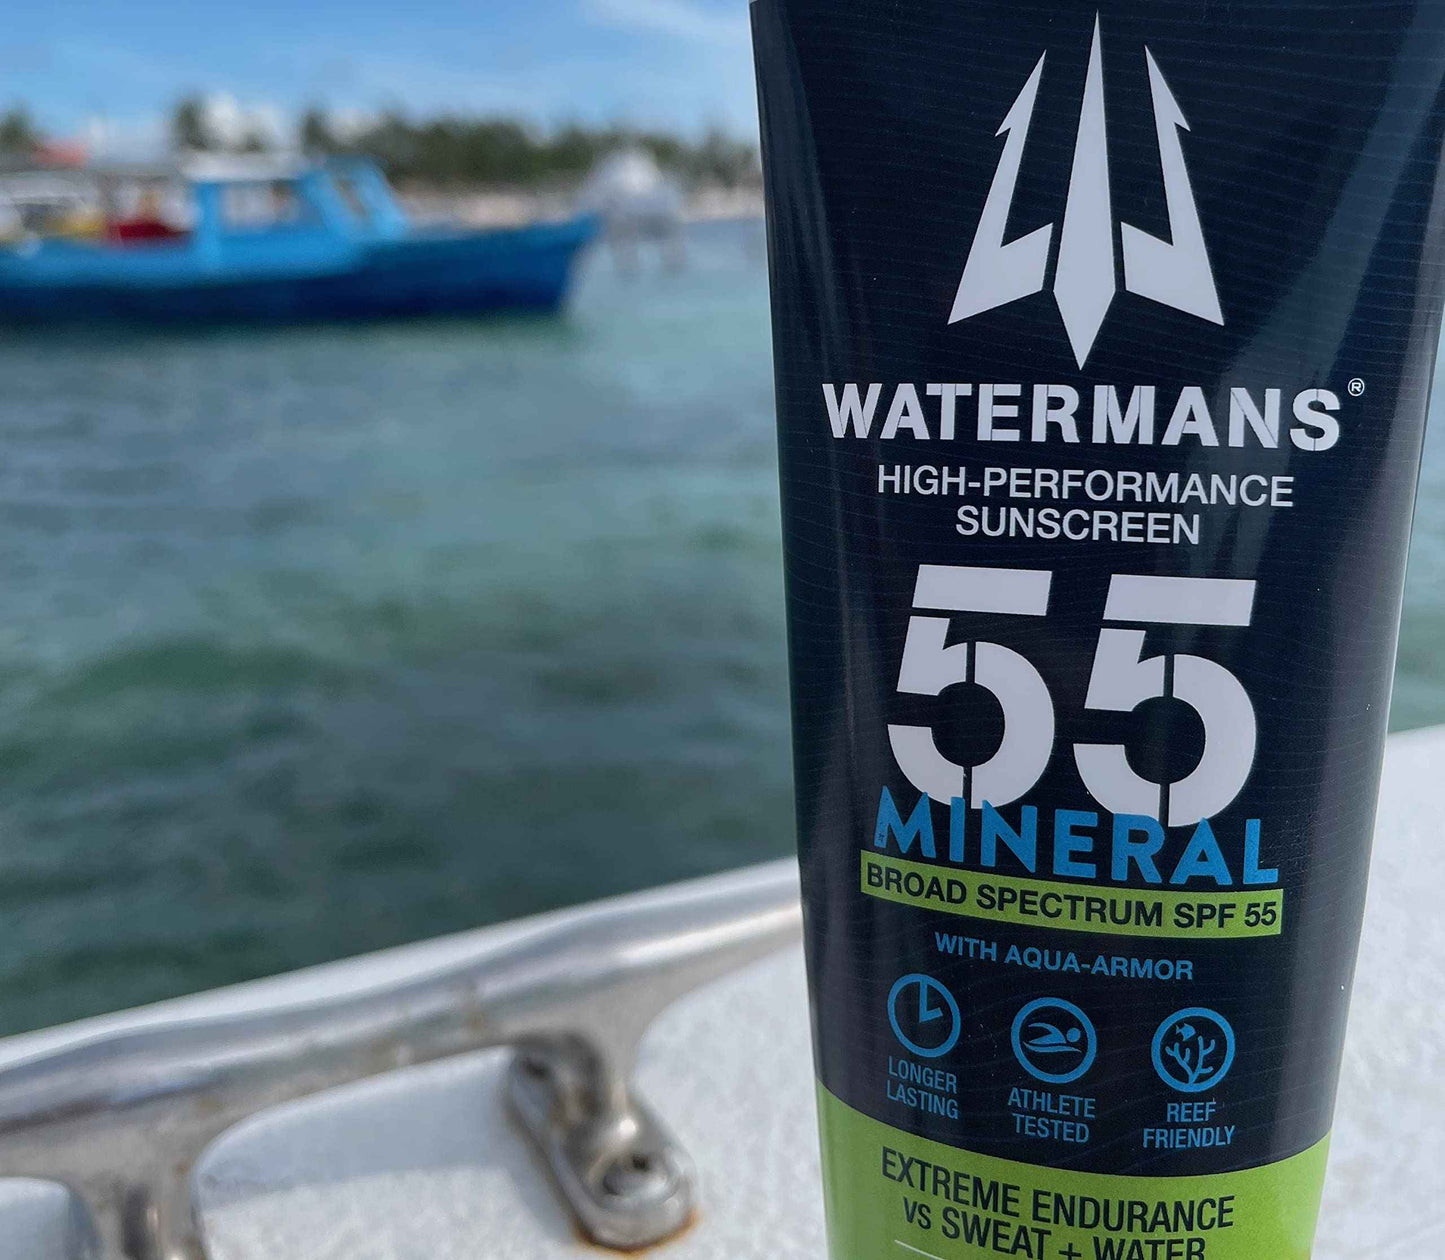 WATERMANS®
HIGH-PERFORMANCE
SUNSCREEN
55
MINERAL
BROAD SPECTRUM SPF 55
WITH AQUA-ARMOR
LONGER
LASTING
ATHLETE
TESTED
REEF
FRIENDLY
EXTREME ENDURANCE
VS SWEAT + WATER